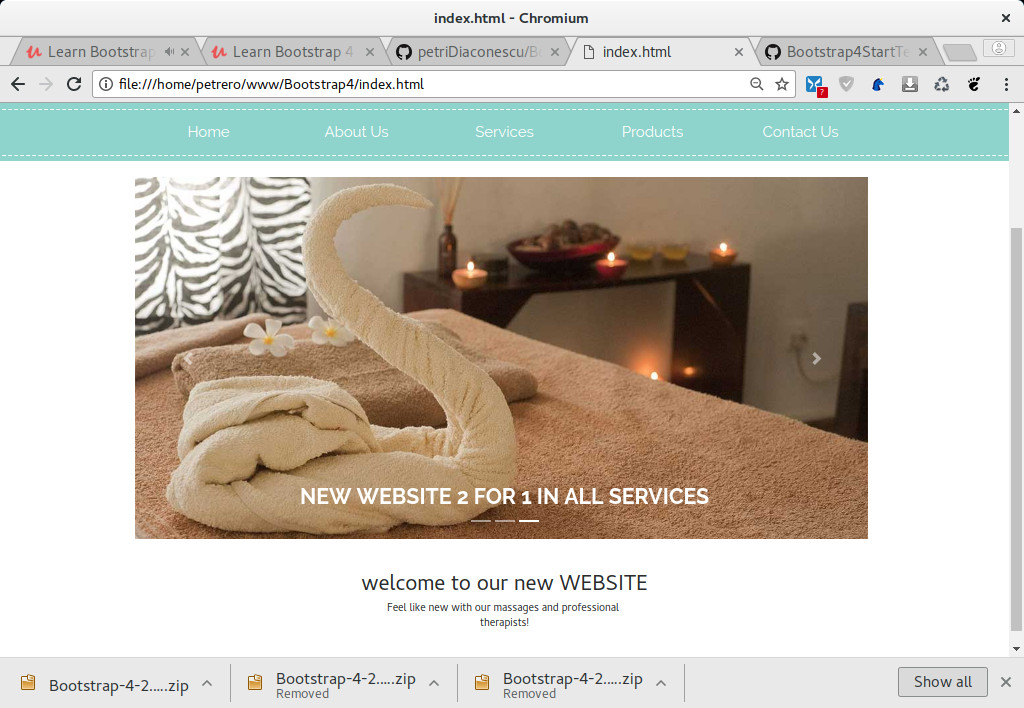 index.html - Chromium
Learn Bootstrap
Learn Bootstrap 4
petriDiaconescu/Bo
index.html
Bootstrap4StartTe
file:///home/petrero/www/Bootstrap4/index.html
?
Home
About Us
Services
Products
Contact Us
NEW WEBSITE 2 FOR 1 IN ALL SERVICES
welcome to our new WEBSITE
Feel like new with our massages and professional
therapists!
Bootstrap-4-2.....zip
Bootstrap-4-2.....zip
Removed
Bootstrap-4-2.....zip
Removed
Show all